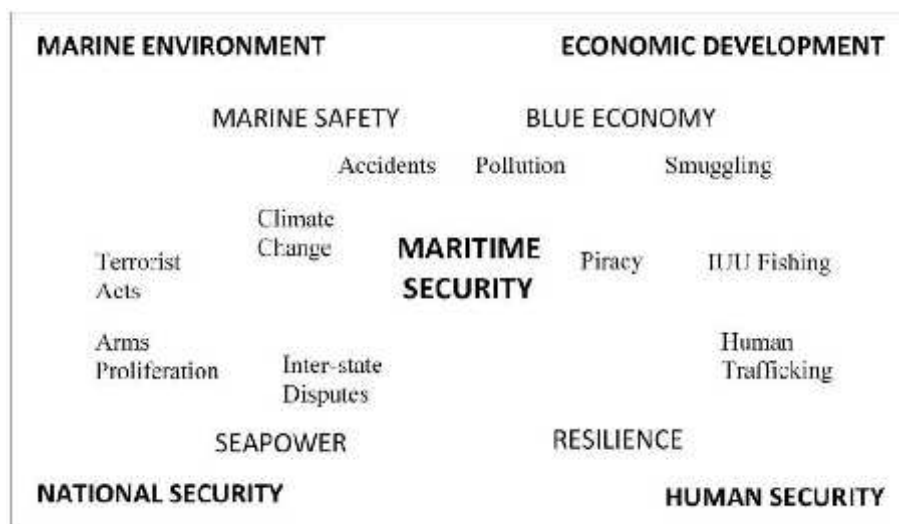 MARINE ENVIRONMENT ECONOMIC DEVELOPMENT
MARINE SAFETY BLUE ECONOMY
Accidents Pollution Smuggling
Climate
Change
MARITIME
SECURITY
Terrorist
Acts
Piracy
IUU Fishing
Arms
Proliferation
Inter-state
Disputes
Human
Trafficking
SEAPOWER RESILIENCE
NATIONAL SECURITY HUMAN SECURITY